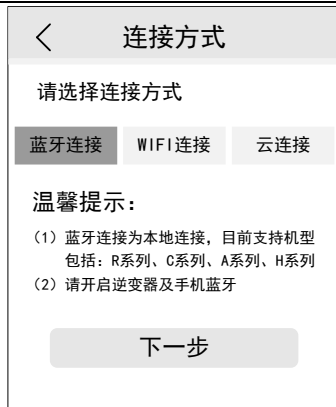 连接方式
请选择连接方式
蓝牙连接 WIFI连接 云连接
温馨提示：
（1）蓝牙连接为本地连接，目前支持机型
包括：R系列、C系列、A系列、H系列
（2）请开启逆变器及手机蓝牙
下一步